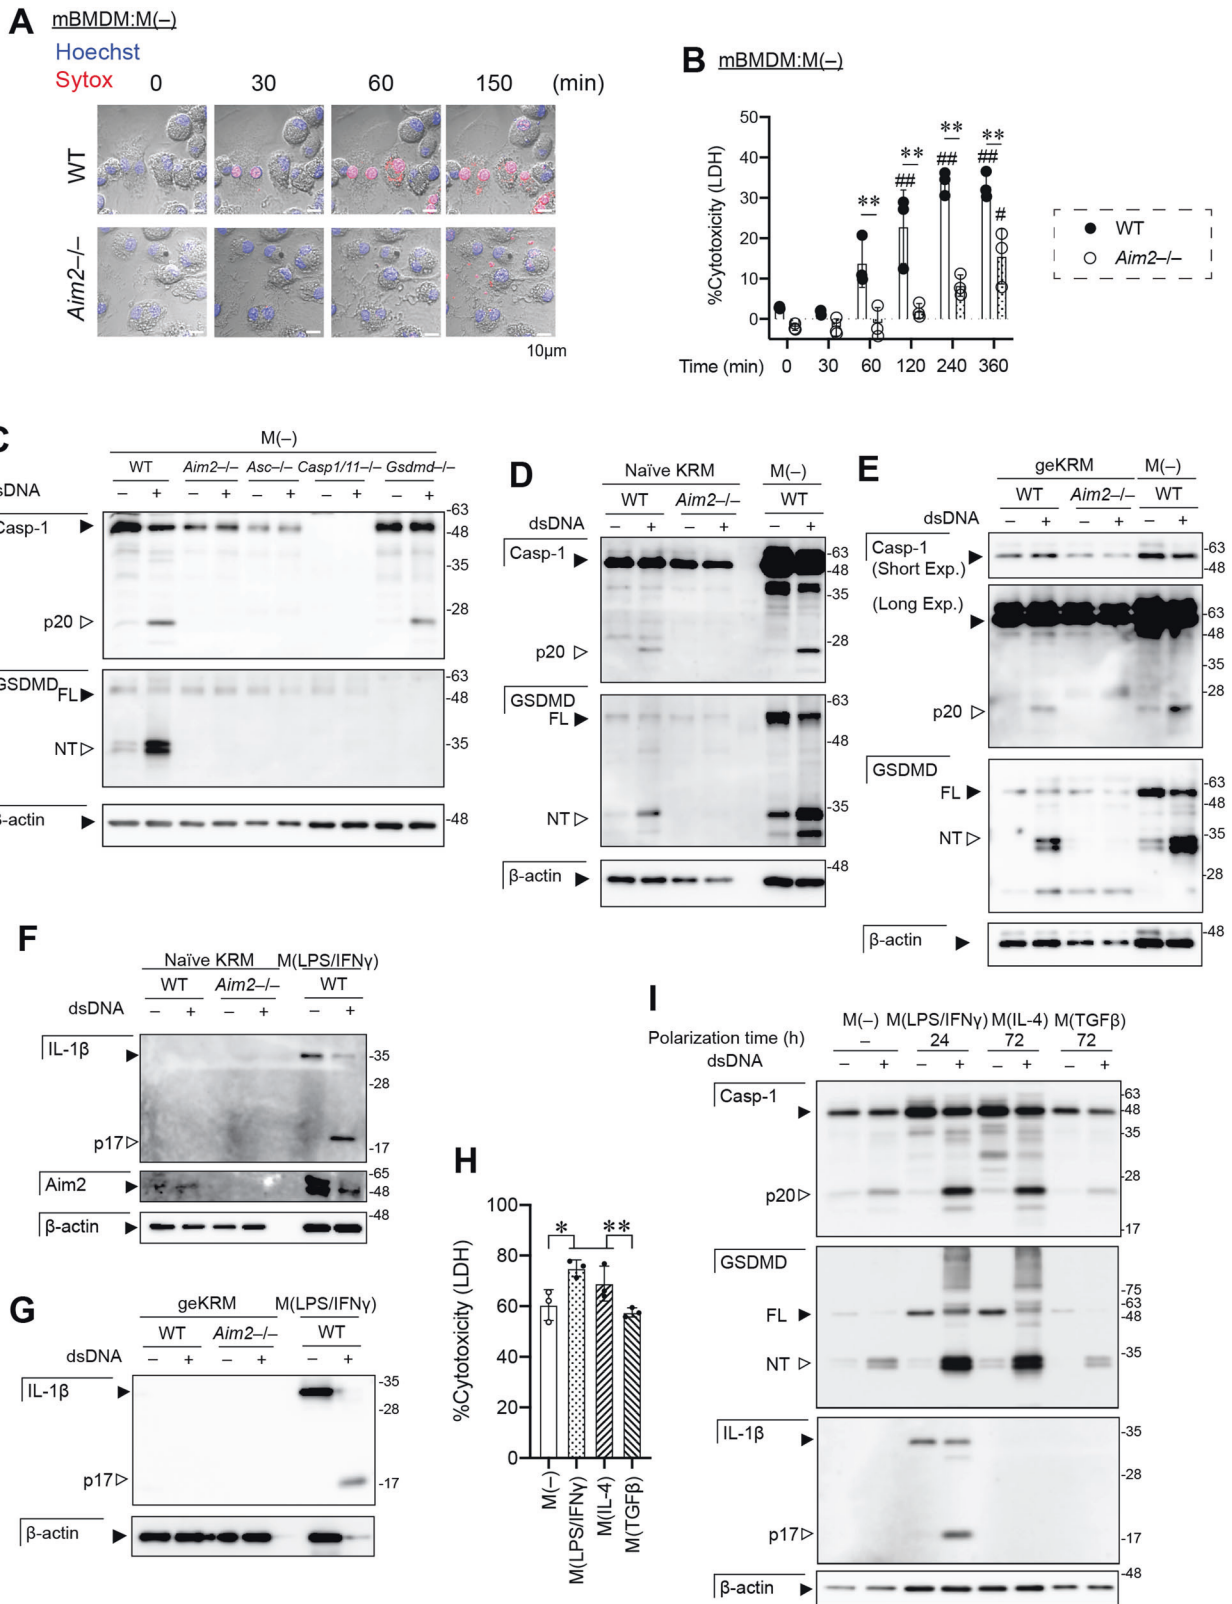 A
mBMDM:M(–)
Hoechst
Sytox
0 30 60 150 (min)
WT
Aim2–/–
10μm
B
mBMDM:M(–)
%Cytotoxicity (LDH)
50
40
30
20
10
0
** ** ** **
## ## ## #
Time (min) 0 30 60 120 240 360
WT
Aim2–/–
C
M(–)
WT Aim2–/– Asc–/– Casp1/11–/– Gsdmd–/–
sDNA – + – + – + – + – +
Casp-1
p20
-63
-48
-35
-28
GSDMD
FL
NT
-63
-48
-35
β-actin
-48
D
Naïve KRM M(–)
WT Aim2–/– WT
dsDNA – + – + – +
Casp-1
p20
-63
-48
-35
-28
GSDMD
FL
NT
-63
-48
-35
β-actin
-48
E
geKRM M(–)
WT Aim2–/– WT
dsDNA – + – + – +
Casp-1
(Short Exp.)
-63
-48
(Long Exp.)
p20
-63
-48
-35
-28
GSDMD
FL
NT
-63
-48
-35
-28
β-actin
-48
F
Naïve KRM M(LPS/IFNγ)
WT Aim2–/– WT
dsDNA – + – + – +
IL-1β
p17
-35
-28
-17
Aim2
-65
-48
β-actin
-48
G
geKRM M(LPS/IFNγ)
WT Aim2–/– WT
dsDNA – + – + – +
IL-1β
p17
-35
-28
-17
β-actin
H
%Cytotoxicity (LDH)
100
80
60
40
20
0
* **
M(–)
M(LPS/IFNγ)
M(IL-4)
M(TGFβ)
I
M(–) M(LPS/IFNγ) M(IL-4) M(TGFβ)
Polarization time (h) – 24 72 72
dsDNA – + – + – + – +
Casp-1
p20
-63
-48
-35
-28
-17
GSDMD
FL
NT
-75
-63
-48
-35
IL-1β
p17
-35
-28
-17
β-actin
-48